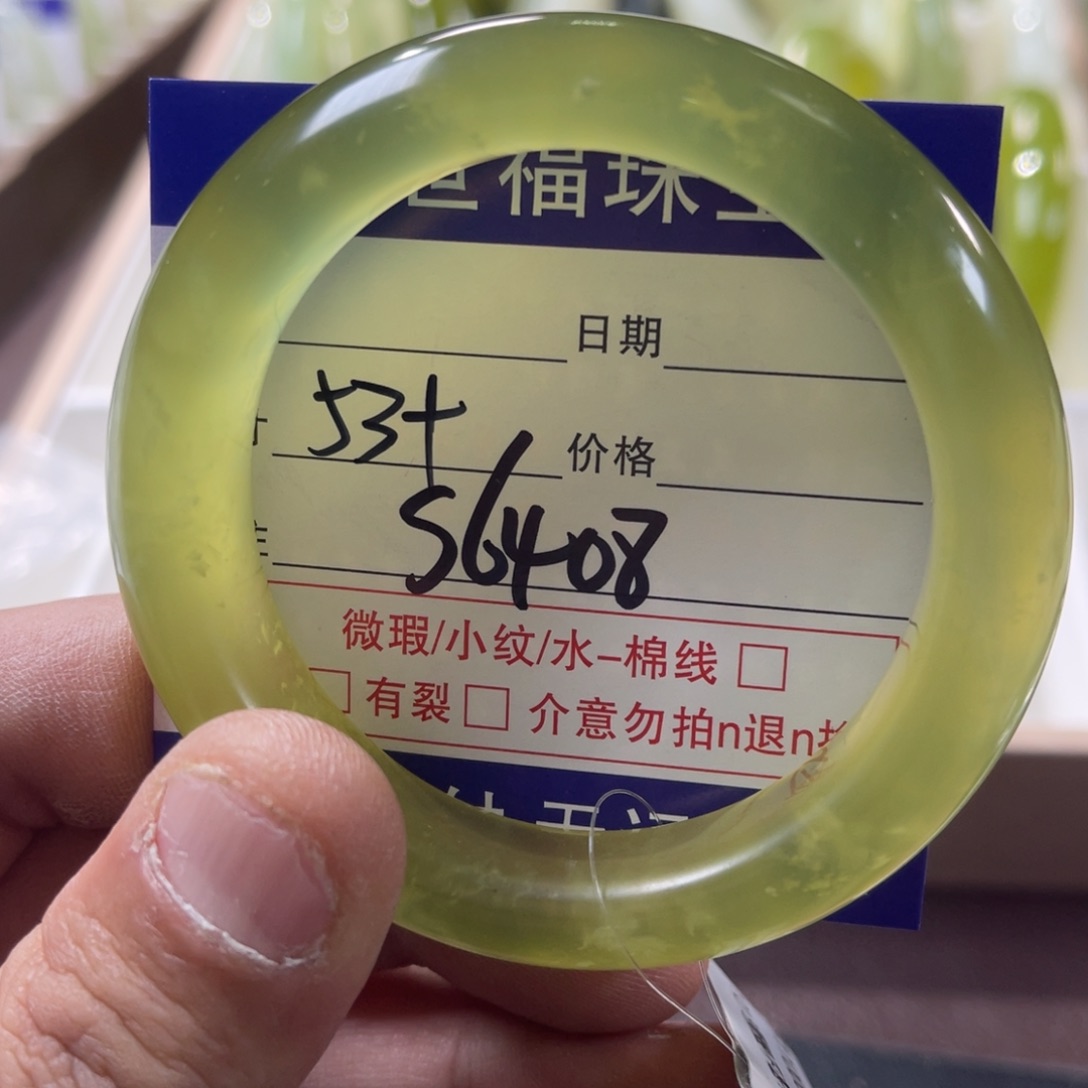 福珠
日期
53+ 价格
S6408
微瑕/小纹/水-棉线 □
□ 有裂 □ 介意勿拍n退n